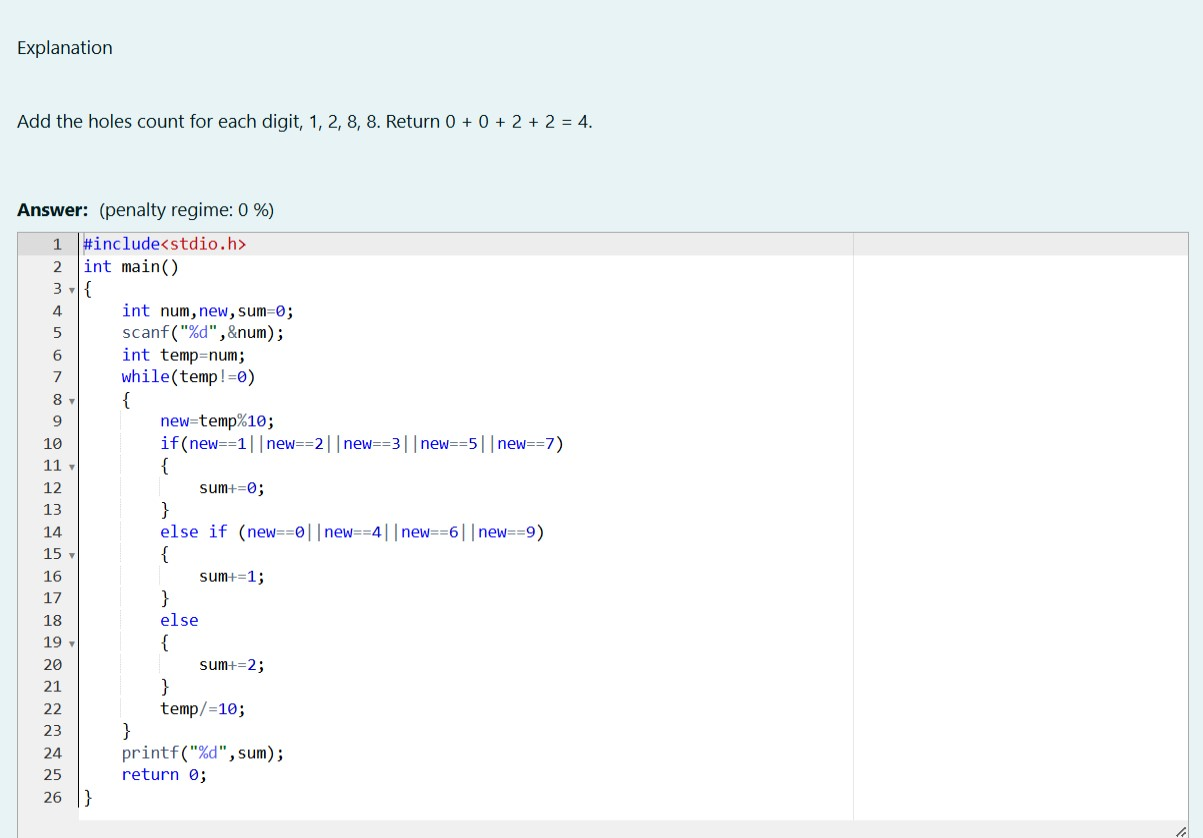 Explanation
Add the holes count for each digit, 1, 2, 8, 8. Return 0 + 0 + 2 + 2 = 4.
Answer: (penalty regime: 0 %)
1 #include<stdio.h>
2 int main()
3 {
4     int num,new,sum=0;
5     scanf("%d",&num);
6     int temp=num;
7     while(temp!=0)
8     {
9         new=temp%10;
10         if(new==1||new==2||new==3||new==5||new==7)
11         {
12             sum+=0;
13         }
14         else if (new==0||new==4||new==6||new==9)
15         {
16             sum+=1;
17         }
18         else
19         {
20             sum+=2;
21         }
22         temp/=10;
23     }
24     printf("%d",sum);
25     return 0;
26 }